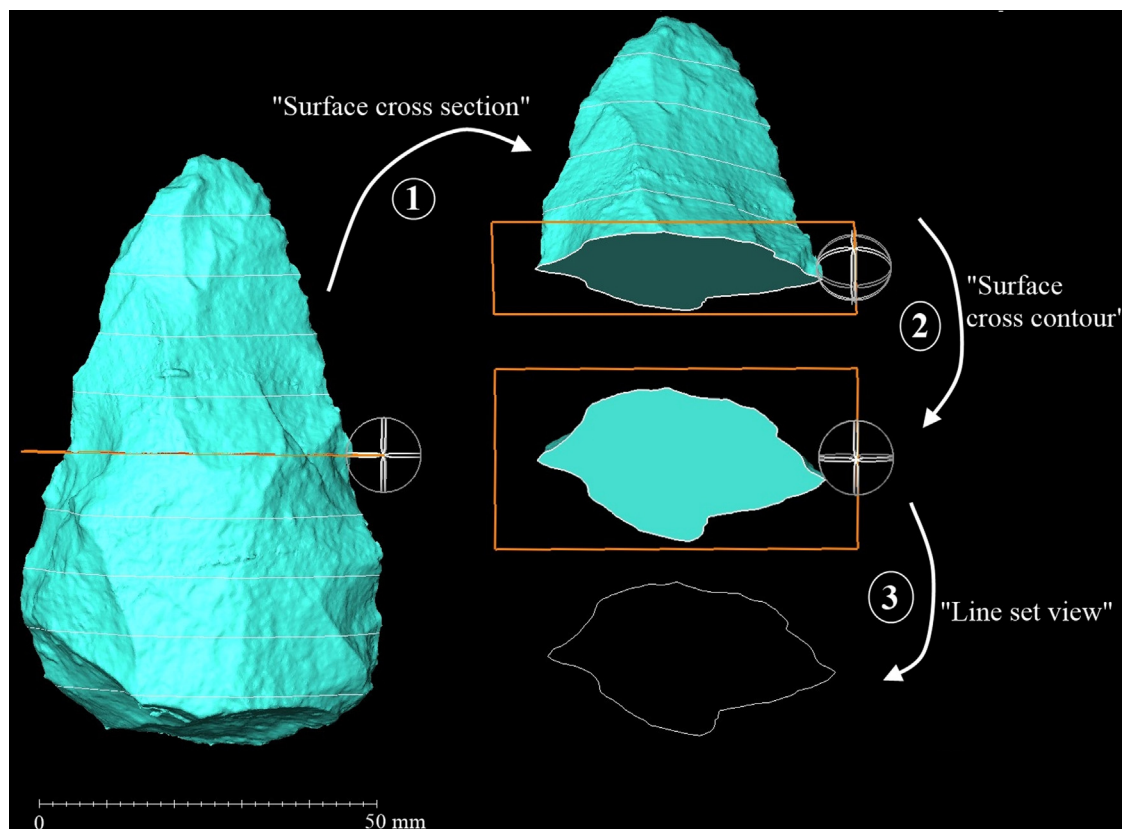 "Surface cross section"
1
2
"Surface
cross contour"
3
"Line set view"
0
50 mm